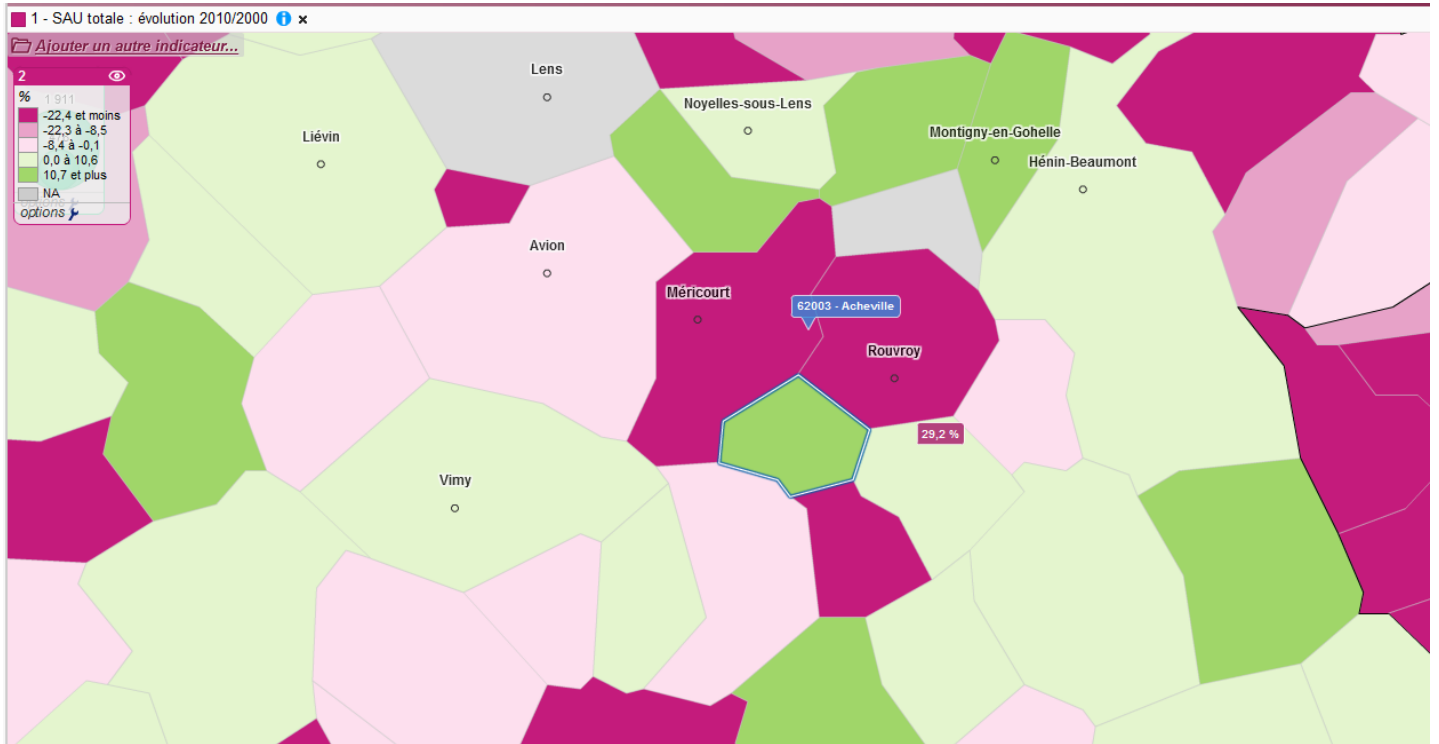 1 - SAU totale : évolution 2010/2000 i ×
Ajouter un autre indicateur...
2
%
1 911
-22,4 et moins
-22,3 à -8,5
-8,4 à -0,1
0,0 à 10,6
10,7 et plus
NA
options
Lens
Noyelles-sous-Lens
Liévin
Montigny-en-Gohelle
Hénin-Beaumont
Avion
Méricourt
62003 - Acheville
Rouvroy
29,2 %
Vimy